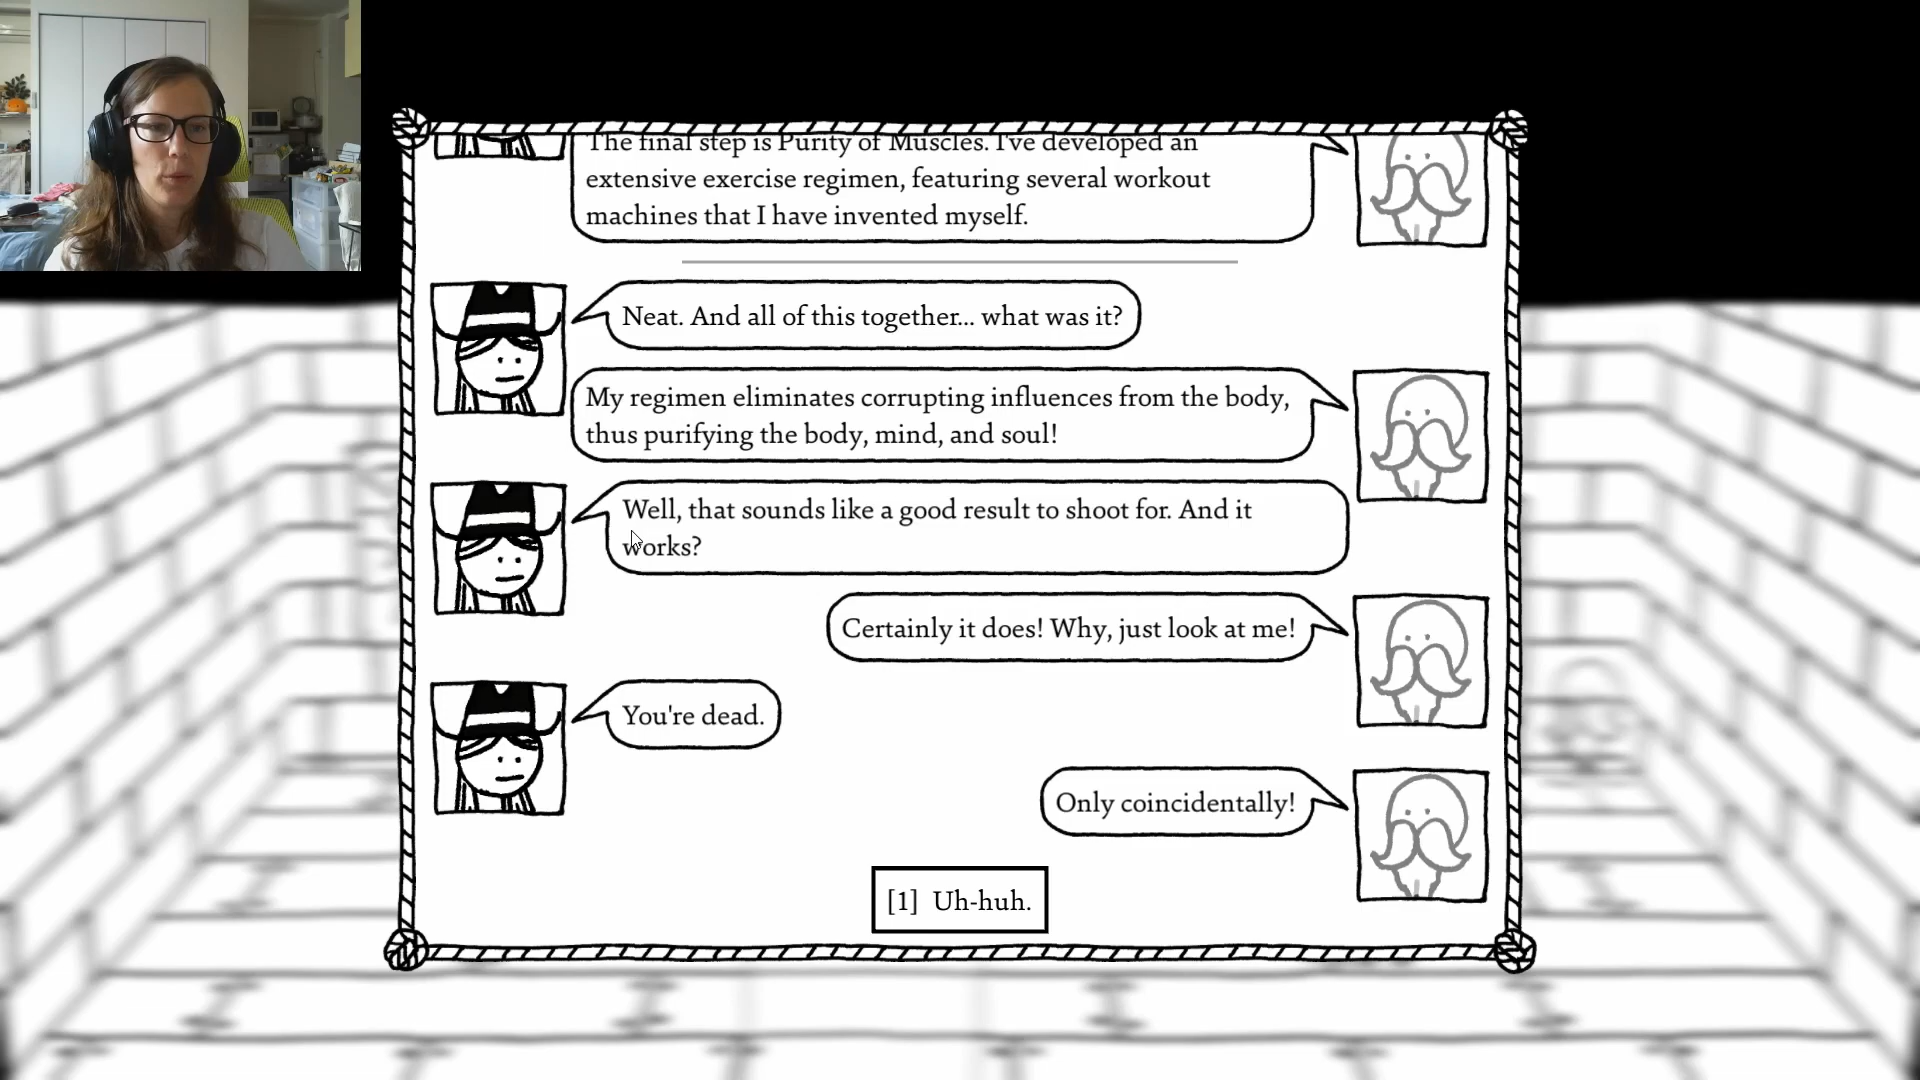 The final step is Purity of Muscles. I've developed an
extensive exercise regimen, featuring several workout
machines that I have invented myself.
Neat. And all of this together... what was it?
My regimen eliminates corrupting influences from the body,
thus purifying the body, mind, and soul!
Well, that sounds like a good result to shoot for. And it
works?
Certainly it does! Why, just look at me!
You're dead.
Only coincidentally!
[1] Uh-huh.